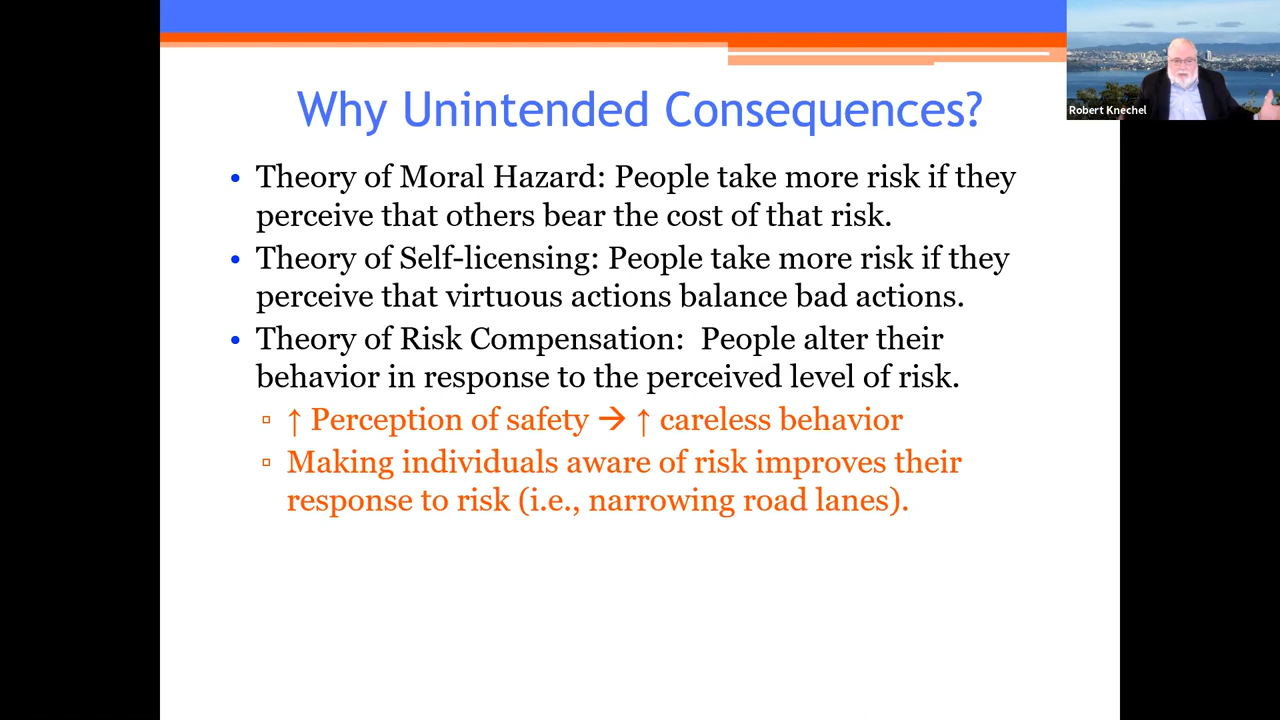 Why Unintended Consequences?
• Theory of Moral Hazard: People take more risk if they
perceive that others bear the cost of that risk.
• Theory of Self-licensing: People take more risk if they
perceive that virtuous actions balance bad actions.
• Theory of Risk Compensation:  People alter their
behavior in response to the perceived level of risk.
▫ ↑ Perception of safety → ↑ careless behavior
▫ Making individuals aware of risk improves their
response to risk (i.e., narrowing road lanes).
Robert Knechel